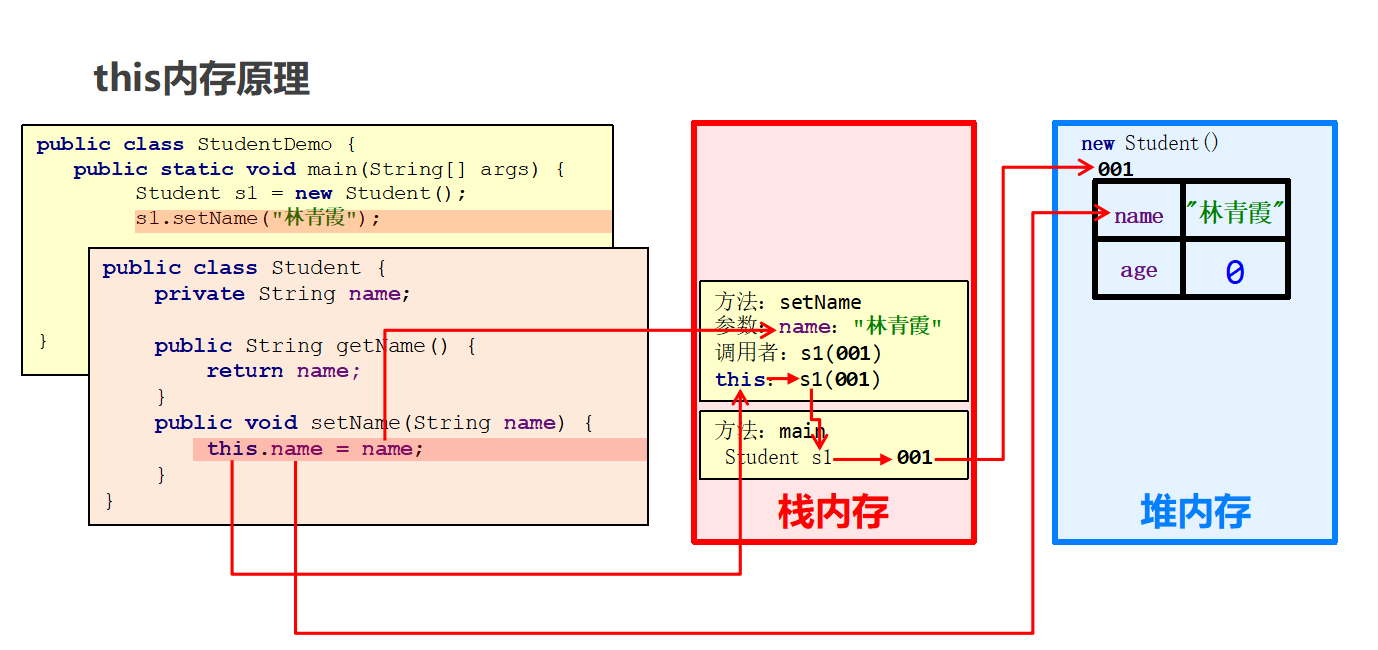 this内存原理
public class StudentDemo {
public static void main(String[] args) {
Student s1 = new Student();
s1.setName("林青霞");
}
public class Student {
private String name;
public String getName() {
return name;
}
public void setName(String name) {
this.name = name;
}
}
方法：setName
参数：name："林青霞"
调用者：s1(001)
this：s1(001)
方法：main
Student s1 001
栈内存
new Student()
001
name "林青霞"
age 0
堆内存